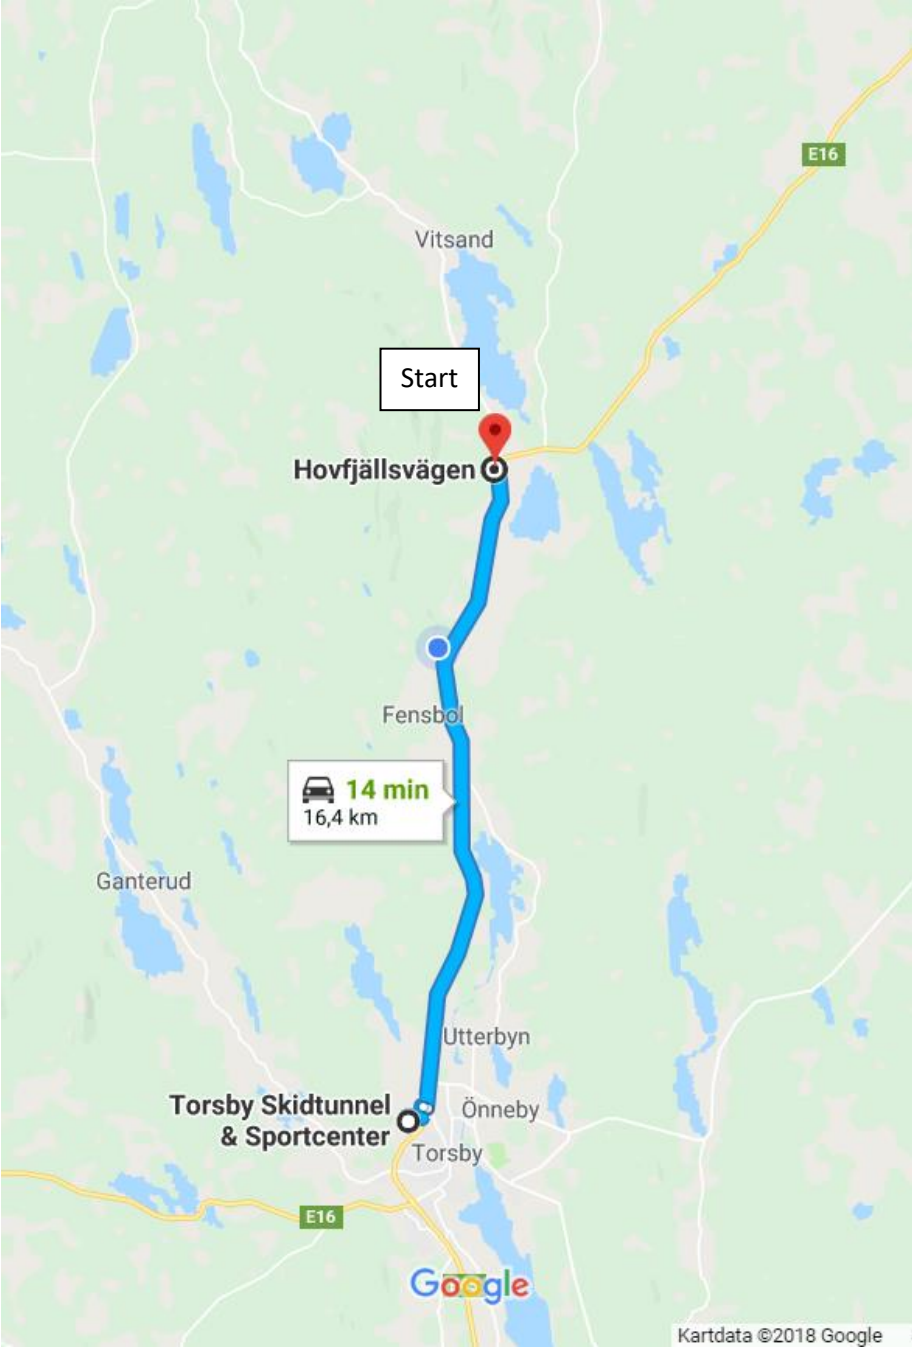 E16
Vitsand
Start
Hovfjällsvägen
Fensbol
14 min
16,4 km
Ganterud
Utterbyn
Torsby Skidtunnel
& Sportcenter
Önneby
Torsby
E16
Google
Kartdata ©2018 Google